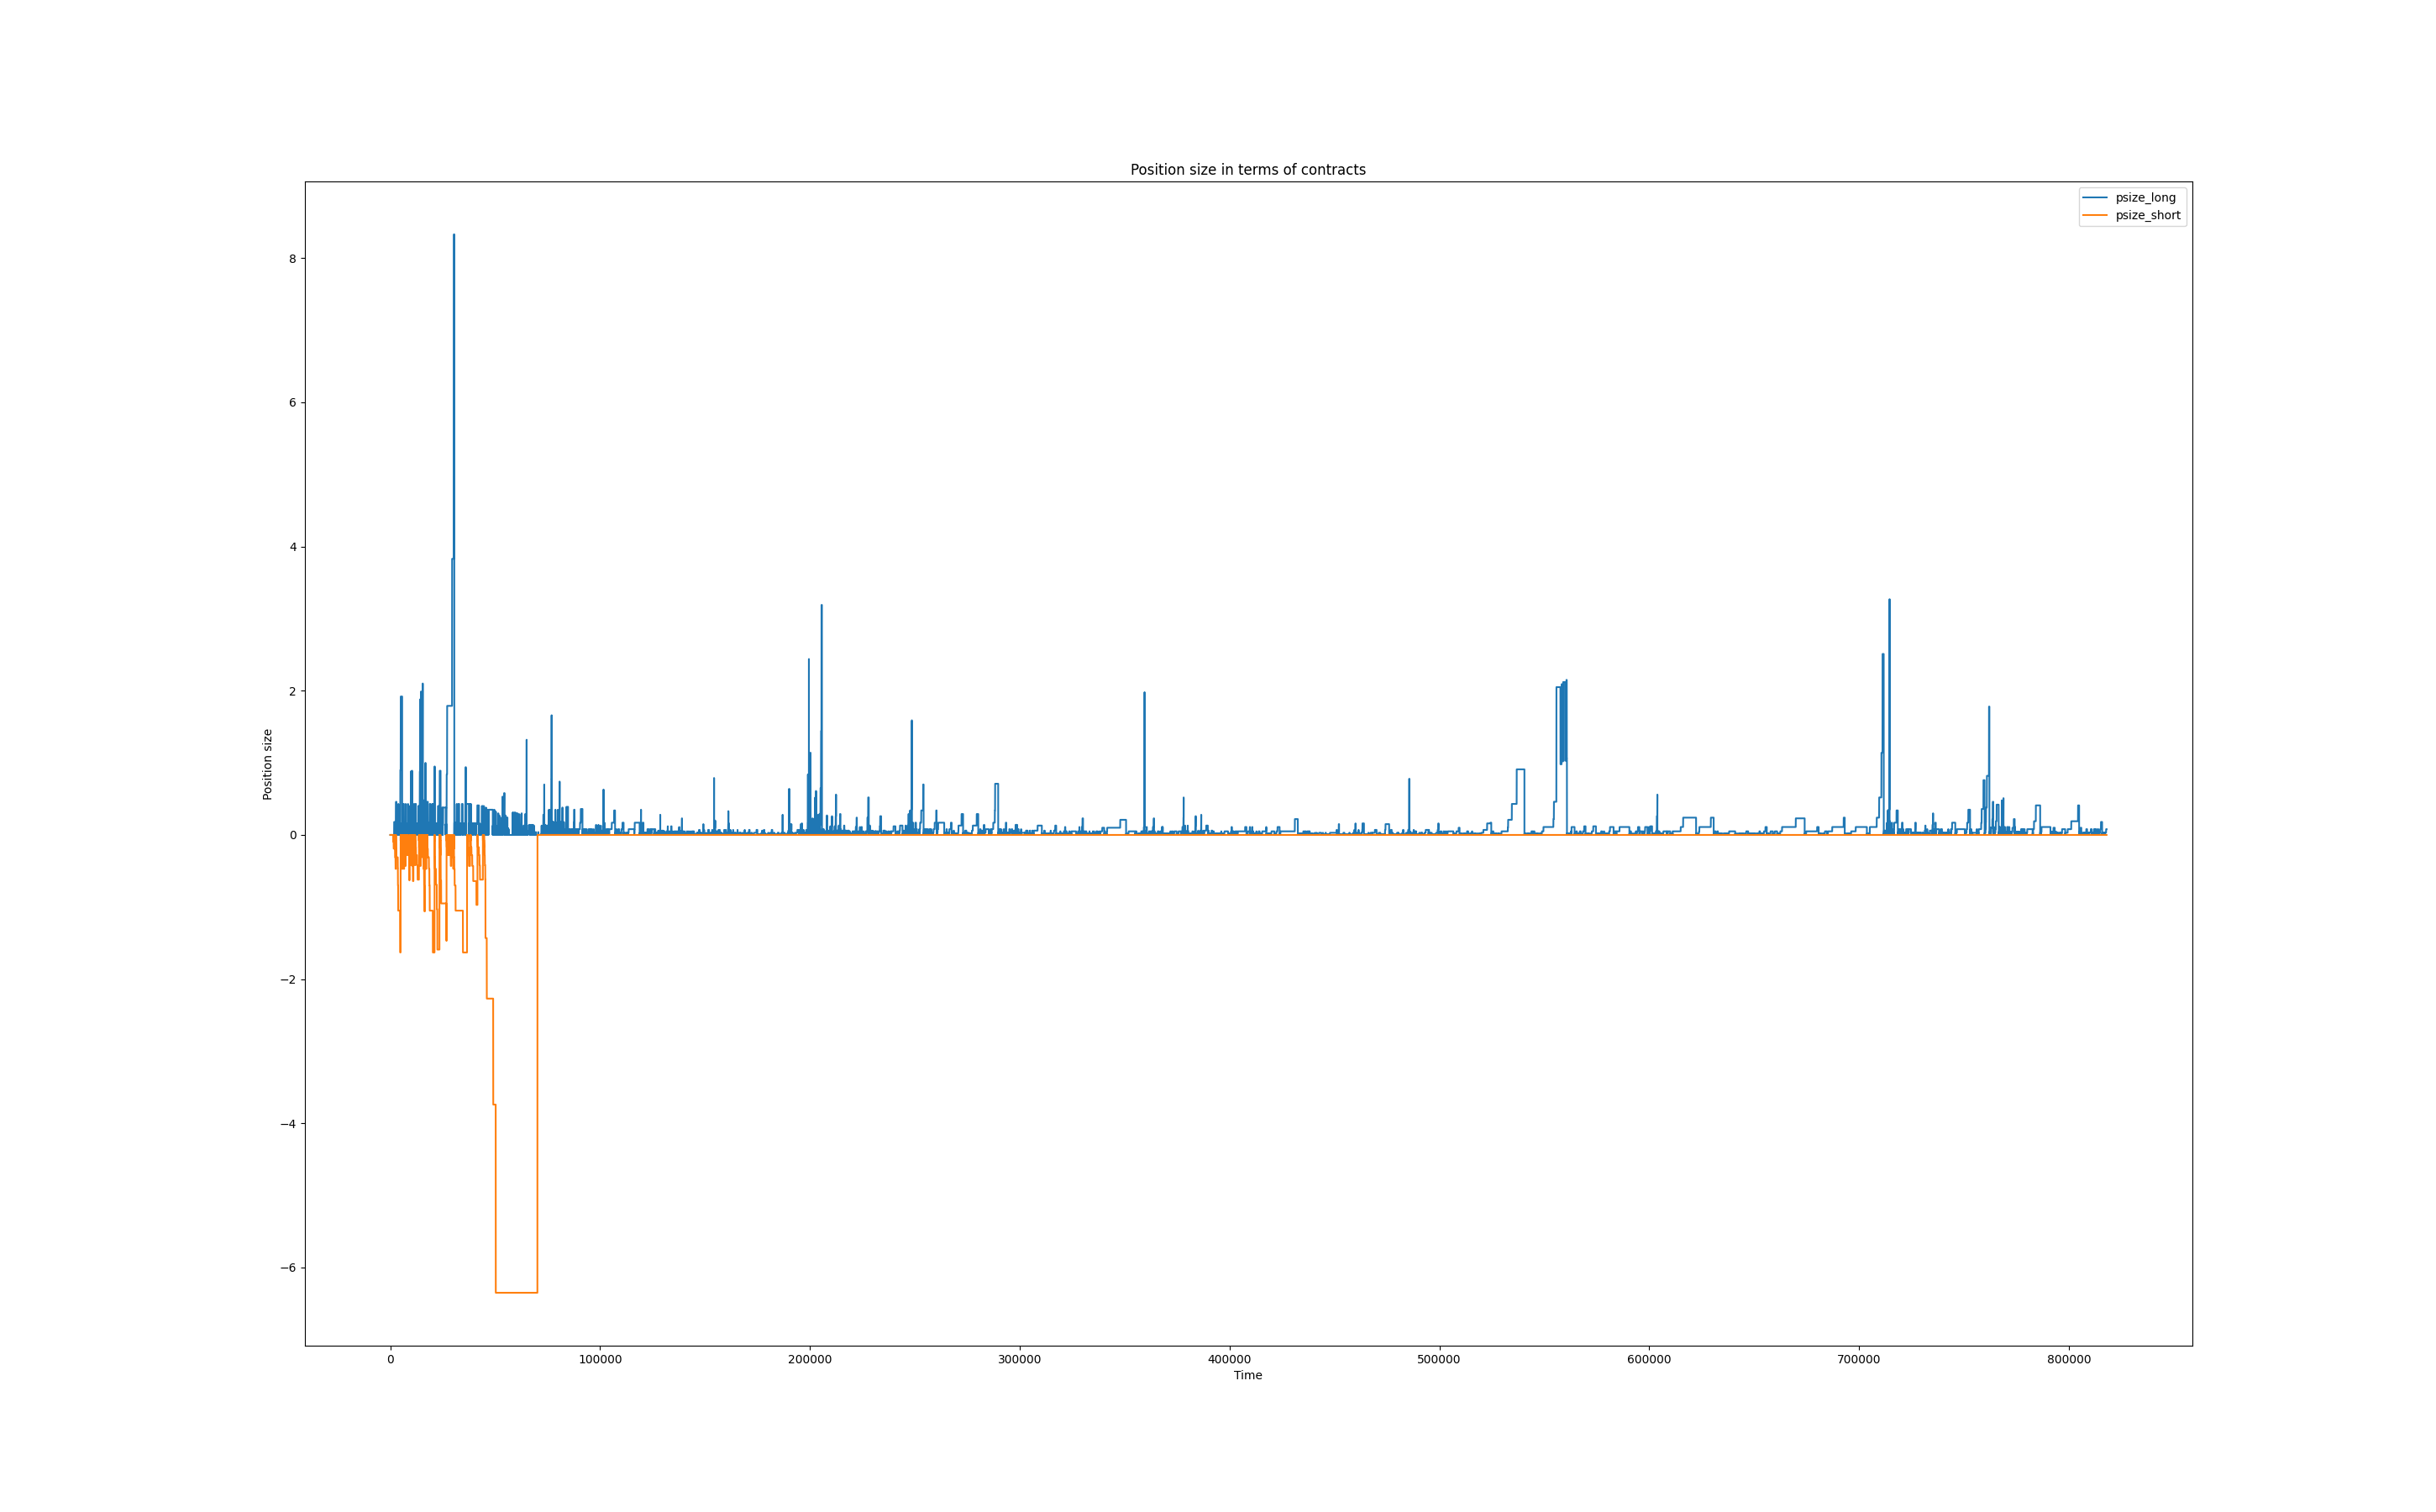 Position size in terms of contracts
psize_long
psize_short
Position size
8
6
4
2
0
−2
−4
−6
0 100000 200000 300000 400000 500000 600000 700000 800000
Time